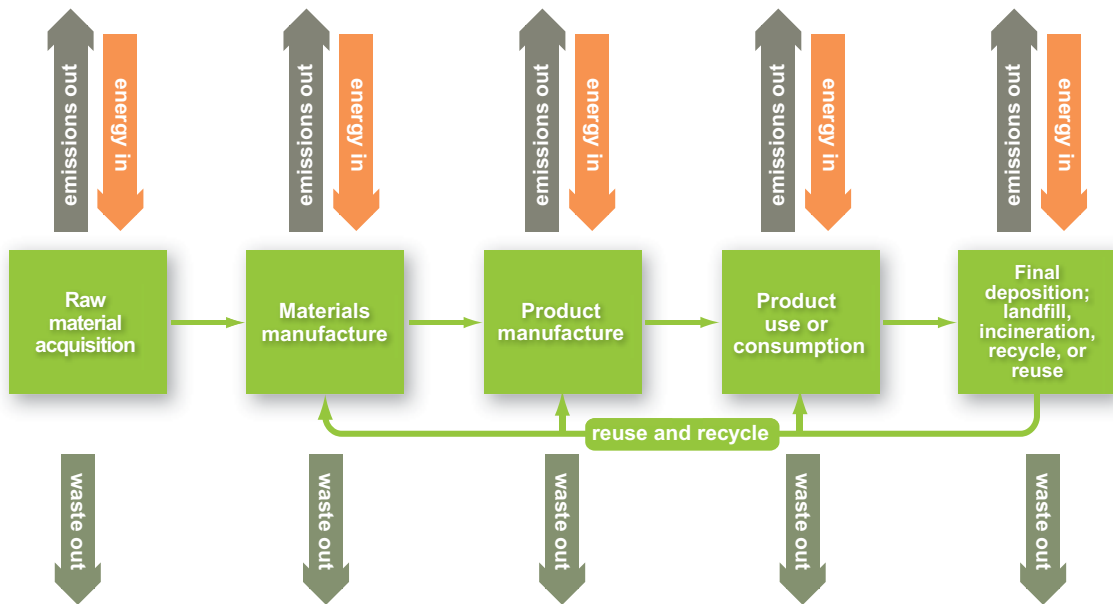 emissions out
energy in
emissions out
energy in
emissions out
energy in
emissions out
energy in
emissions out
energy in
Raw
material
acquisition
Materials
manufacture
Product
manufacture
Product
use or
consumption
Final
deposition;
landfill,
incineration,
recycle, or
reuse
reuse and recycle
waste out
waste out
waste out
waste out
waste out